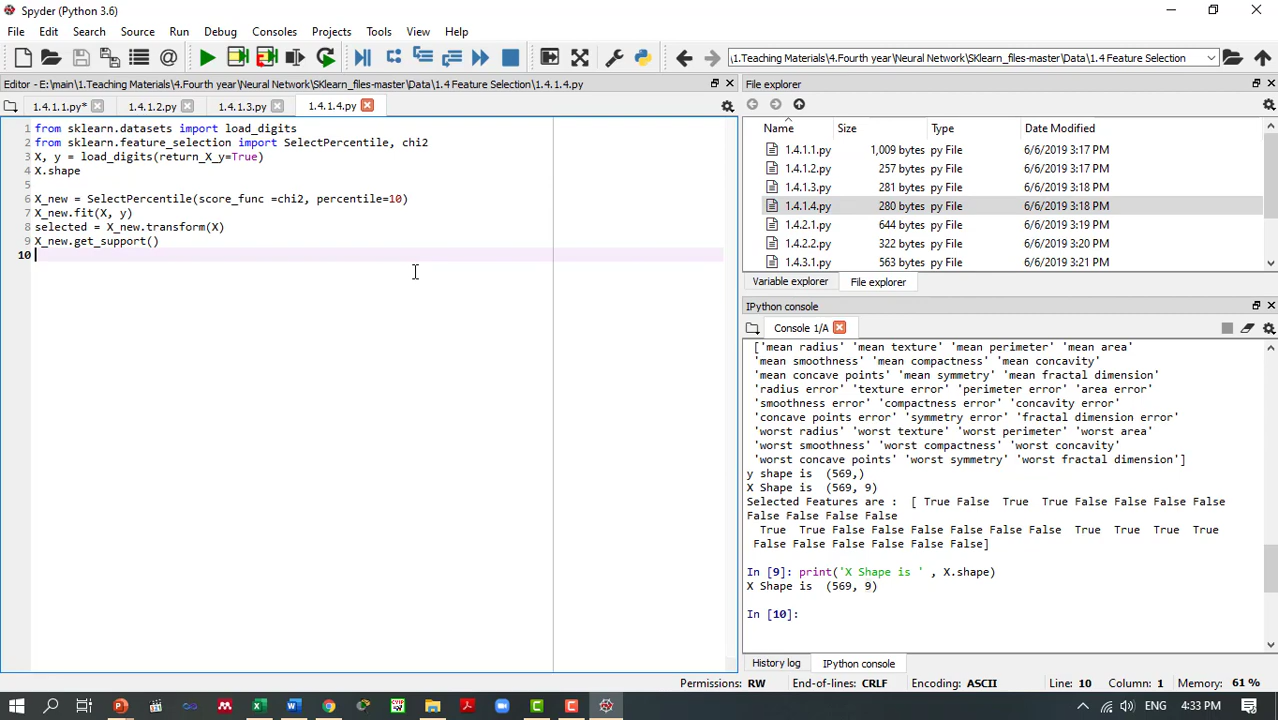 Spyder (Python 3.6)
File Edit Search Source Run Debug Consoles Projects Tools View Help
\1.Teaching Materials\4.Fourth year\Neural Network\SKlearn_files-master\Data\1.4 Feature Selection
Editor - E:\main\1.Teaching Materials\4.Fourth year\Neural Network\SKlearn_files-master\Data\1.4 Feature Selection\1.4.1.4.py
1.4.1.1.py* 1.4.1.2.py 1.4.1.3.py 1.4.1.4.py
1 from sklearn.datasets import load_digits
2 from sklearn.feature_selection import SelectPercentile, chi2
3 X, y = load_digits(return_X_y=True)
4 X.shape
5
6 X_new = SelectPercentile(score_func =chi2, percentile=10)
7 X_new.fit(X, y)
8 selected = X_new.transform(X)
9 X_new.get_support()
10
File explorer
Name Size Type Date Modified
1.4.1.1.py 1,009 bytes py File 6/6/2019 3:17 PM
1.4.1.2.py 257 bytes py File 6/6/2019 3:17 PM
1.4.1.3.py 281 bytes py File 6/6/2019 3:18 PM
1.4.1.4.py 280 bytes py File 6/6/2019 3:18 PM
1.4.2.1.py 644 bytes py File 6/6/2019 3:19 PM
1.4.2.2.py 322 bytes py File 6/6/2019 3:20 PM
1.4.3.1.py 563 bytes py File 6/6/2019 3:21 PM
Variable explorer File explorer
IPython console
Console 1/A
['mean radius' 'mean texture' 'mean perimeter' 'mean area'
'mean smoothness' 'mean compactness' 'mean concavity'
'mean concave points' 'mean symmetry' 'mean fractal dimension'
'radius error' 'texture error' 'perimeter error' 'area error'
'smoothness error' 'compactness error' 'concavity error'
'concave points error' 'symmetry error' 'fractal dimension error'
'worst radius' 'worst texture' 'worst perimeter' 'worst area'
'worst smoothness' 'worst compactness' 'worst concavity'
'worst concave points' 'worst symmetry' 'worst fractal dimension']
y shape is (569,)
X Shape is (569, 9)
Selected Features are : [ True False True True False False False False
False False False False
True True False False False False False False True True True True
False False False False False False]
In [9]: print('X Shape is ' , X.shape)
X Shape is (569, 9)
In [10]:
History log IPython console
Permissions: RW End-of-lines: CRLF Encoding: ASCII Line: 10 Column: 1 Memory: 61 %
ENG 4:33 PM